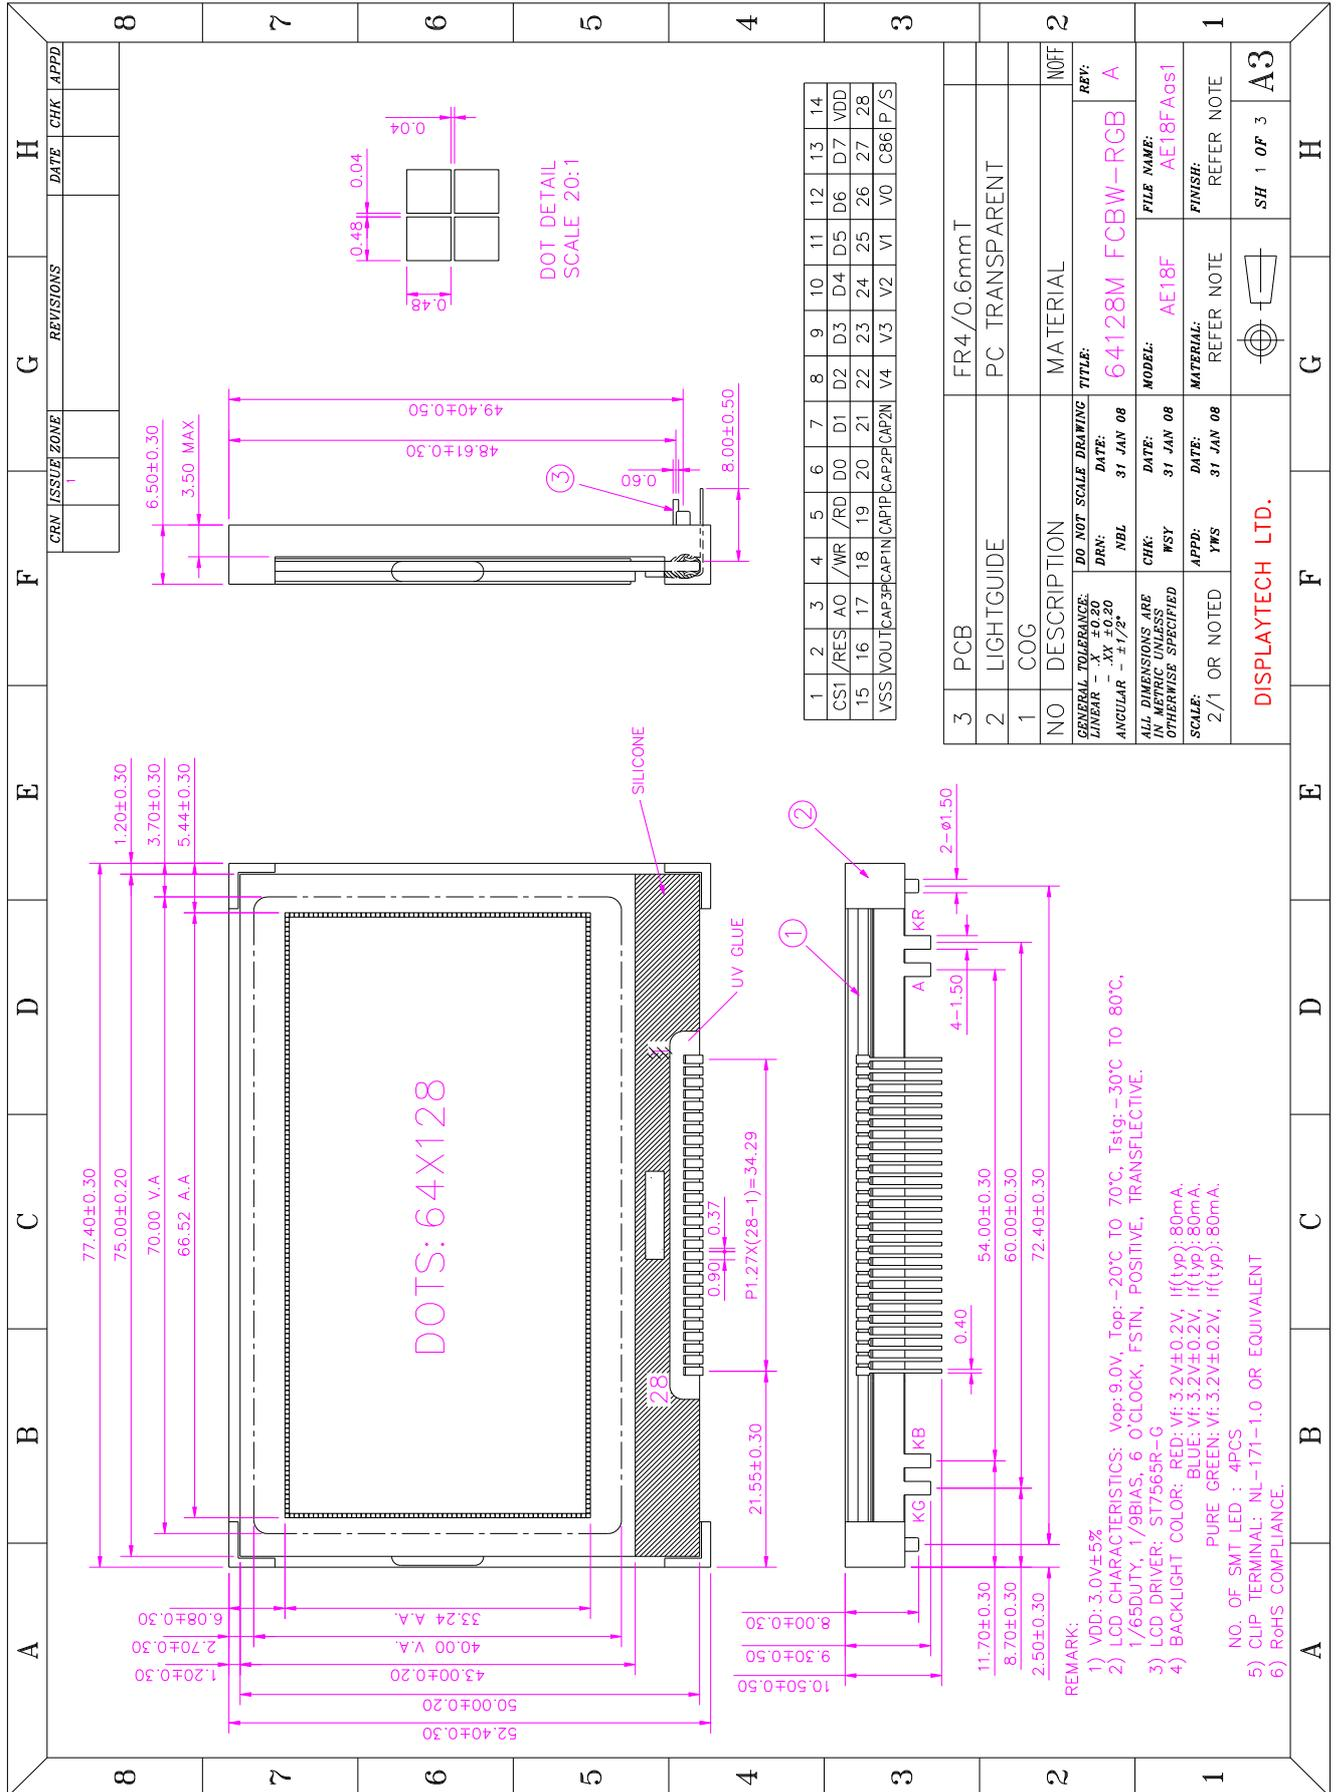 A B C D E F G H
8
7
6
5
4
3
2
1
CRN ISSUE ZONE REVISIONS DATE CHK APPD
1
77.40±0.30
75.00±0.20
70.00 V.A
66.52 A.A
1.20±0.30
3.70±0.30
5.44±0.30
6.08±0.30
2.70±0.30
1.20±0.30
33.24 A.A.
40.00 V.A.
43.00±0.20
50.00±0.20
52.40±0.30
DOTS:64X128
28
1
SILICONE
UV GLUE
0.90
0.37
P1.27X(28-1)=34.29
21.55±0.30
6.50±0.30
3.50 MAX
49.40±0.50
48.61±0.30
0.60
8.00±0.50
3
0.48
0.04
0.04
0.48
DOT DETAIL
SCALE 20:1
1
2
KG
KB
A
KR
2-ø1.50
4-1.50
0.40
8.00±0.30
9.30±0.50
10.50±0.50
11.70±0.30
8.70±0.30
2.50±0.30
54.00±0.30
60.00±0.30
72.40±0.30
1 2 3 4 5 6 7 8 9 10 11 12 13 14
CS1 /RES A0 /WR /RD D0 D1 D2 D3 D4 D5 D6 D7 VDD
15 16 17 18 19 20 21 22 23 24 25 26 27 28
VSS VOUT CAP3P CAP1N CAP1P CAP2P CAP2N V4 V3 V2 V1 V0 C86 P/S
REMARK:
1) VDD:3.0V±5%
2) LCD CHARACTERISTICS: Vop:9.0V, Top:-20°C TO 70°C, Tstg:-30°C TO 80°C,
1/65DUTY, 1/9BIAS, 6 O'CLOCK, FSTN, POSITIVE, TRANSFLECTIVE.
3) LCD DRIVER: ST7565R-G
4) BACKLIGHT COLOR: RED: Vf:3.2V±0.2V, If(typ):80mA.
BLUE: Vf:3.2V±0.2V, If(typ):80mA.
PURE GREEN: Vf:3.2V±0.2V, If(typ):80mA.
NO. OF SMT LED : 4PCS
5) CLIP TERMINAL: NL-171-1.0 OR EQUIVALENT
6) RoHS COMPLIANCE.
3 PCB FR4/0.6mmT
2 LIGHTGUIDE PC TRANSPARENT
1 COG
NO DESCRIPTION MATERIAL NOFF
GENERAL TOLERANCE:
LINEAR - .X ±0.20
- .XX ±0.20
ANGULAR - ±1/2°
DO NOT SCALE DRAWING
DRN: DATE:
NBL 31 JAN 08
TITLE:
64128M FCBW-RGB
REV:
A
ALL DIMENSIONS ARE
IN METRIC UNLESS
OTHERWISE SPECIFIED
CHK: DATE:
WSY 31 JAN 08
MODEL:
AE18F
FILE NAME:
AE18FAas1
SCALE:
2/1 OR NOTED
APPD: DATE:
YWS 31 JAN 08
MATERIAL:
REFER NOTE
FINISH:
REFER NOTE
DISPLAYTECH LTD.
SH 1 OF 3
A3
8
7
6
5
4
3
2
1
A B C D E F G H